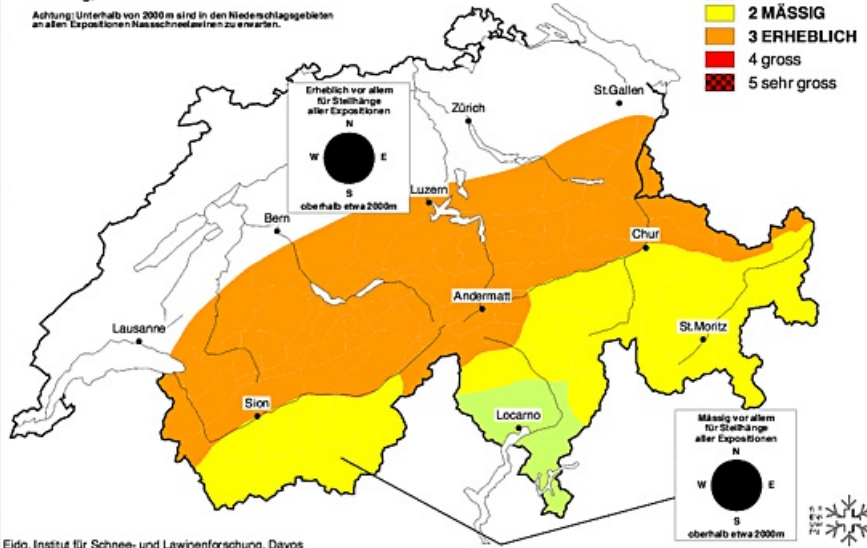 Achtung: Unterhalb von 2000 m sind in den Niederschlagsgebieten
an allen Expositionen Nassschneelawinen zu erwarten.
2 MÄSSIG
3 ERHEBLICH
4 gross
5 sehr gross
Erheblich vor allem
für Steilhänge
aller Expositionen
N
W E
S
oberhalb etwa 2000m
Zürich
St.Gallen
Luzern
Bern
Chur
Andermatt
Lausanne
St.Moritz
Sion
Locarno
Mässig vor allem
für Steilhänge
aller Expositionen
N
W E
S
oberhalb etwa 2000m
Eidg. Institut für Schnee- und Lawinenforschung, Davos